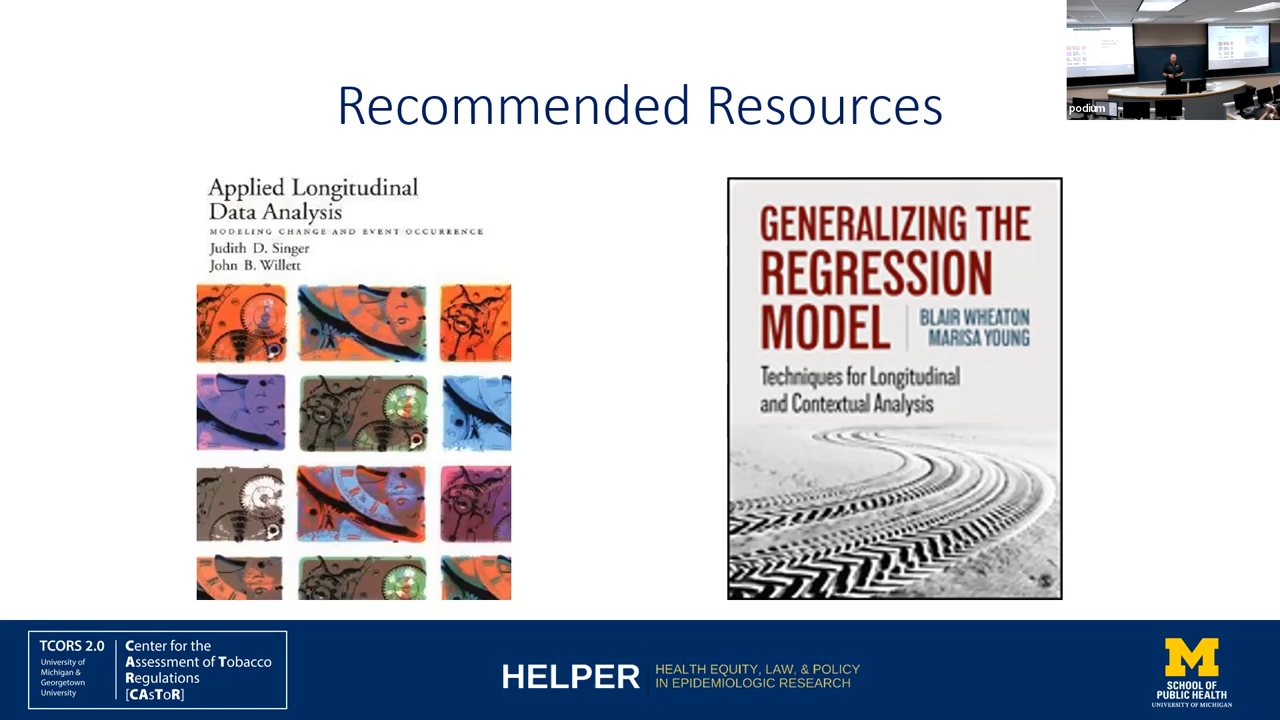 Recommended Resources
podium
Applied Longitudinal
Data Analysis
MODELING CHANGE AND EVENT OCCURRENCE
Judith D. Singer
John B. Willett
GENERALIZING THE
REGRESSION
MODEL
BLAIR WHEATON
MARISA YOUNG
Techniques for Longitudinal
and Contextual Analysis
TCORS 2.0
University of
Michigan &
Georgetown
University
Center for the
Assessment of Tobacco
Regulations
[CAsToR]
HELPER
HEALTH EQUITY, LAW, & POLICY
IN EPIDEMIOLOGIC RESEARCH
M
SCHOOL OF
PUBLIC HEALTH
UNIVERSITY OF MICHIGAN